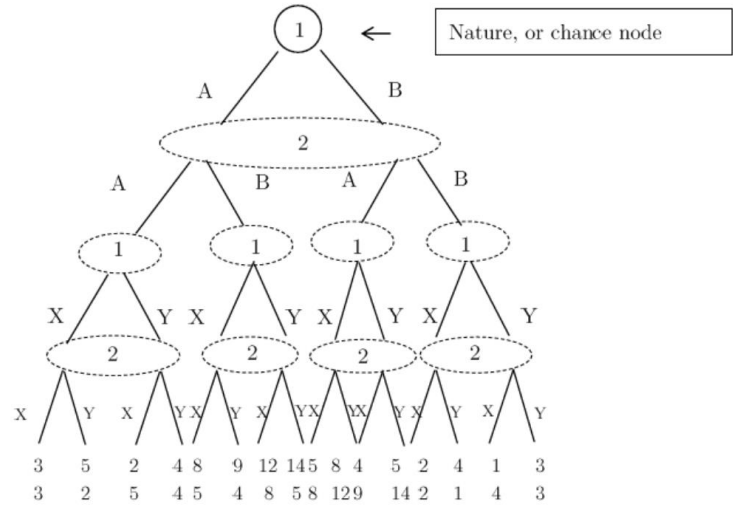 1 Nature, or chance node
A B
2
A B A B
1 1 1 1
X Y X Y X Y X Y
2 2 2 2
X Y X Y X Y X Y X Y X Y X Y X Y
3 5 2 4 8 9 12 14 5 8 4 5 2 4 1 3
3 2 5 4 5 4 8 5 8 12 9 14 2 1 4 3